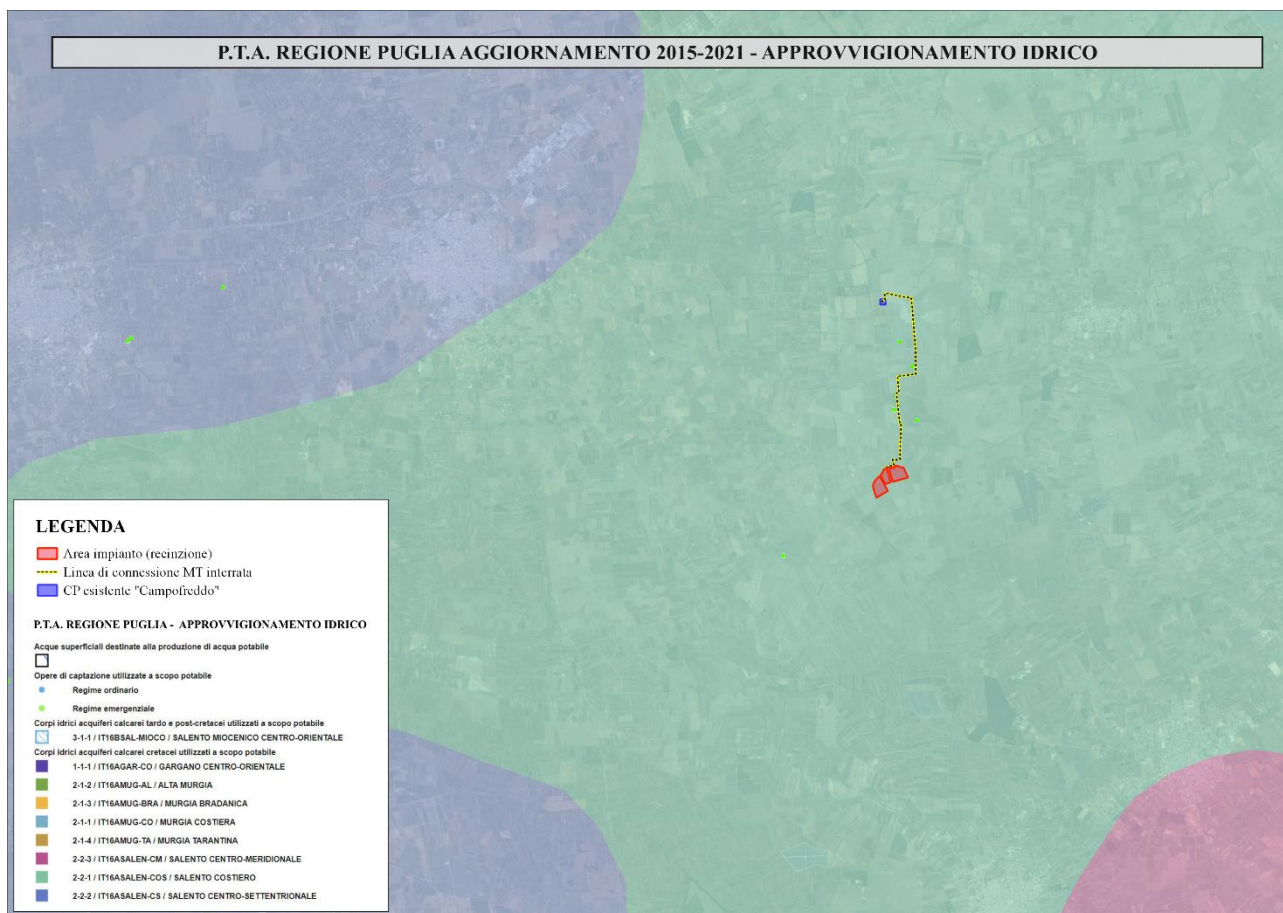 P.T.A. REGIONE PUGLIA AGGIORNAMENTO 2015-2021 - APPROVVIGIONAMENTO IDRICO
LEGENDA
Area impianto (recinzione)
Linea di connessione MT interrata
CP esistente "Campofreddo"
P.T.A. REGIONE PUGLIA - APPROVVIGIONAMENTO IDRICO
Acque superficiali destinate alla produzione di acqua potabile
Opere di captazione utilizzate a scopo potabile
Regime ordinario
Regime emergenziale
Corpi idrici acquiferi calcarei tardo e post-cretacei utilizzati a scopo potabile
3-1-1 / IT16BSAL-MIOCO / SALENTO MIOCENICO CENTRO-ORIENTALE
Corpi idrici acquiferi calcarei cretacei utilizzati a scopo potabile
1-1-1 / IT16AGAR-CO / GARGANO CENTRO-ORIENTALE
2-1-2 / IT16AMUG-AL / ALTA MURGIA
2-1-3 / IT16AMUG-BRA / MURGIA BRADANICA
2-1-1 / IT16AMUG-CO / MURGIA COSTIERA
2-1-4 / IT16AMUG-TA / MURGIA TARANTINA
2-2-3 / IT16ASALEN-CM / SALENTO CENTRO-MERIDIONALE
2-2-1 / IT16ASALEN-COS / SALENTO COSTIERO
2-2-2 / IT16ASALEN-CS / SALENTO CENTRO-SETTENTRIONALE